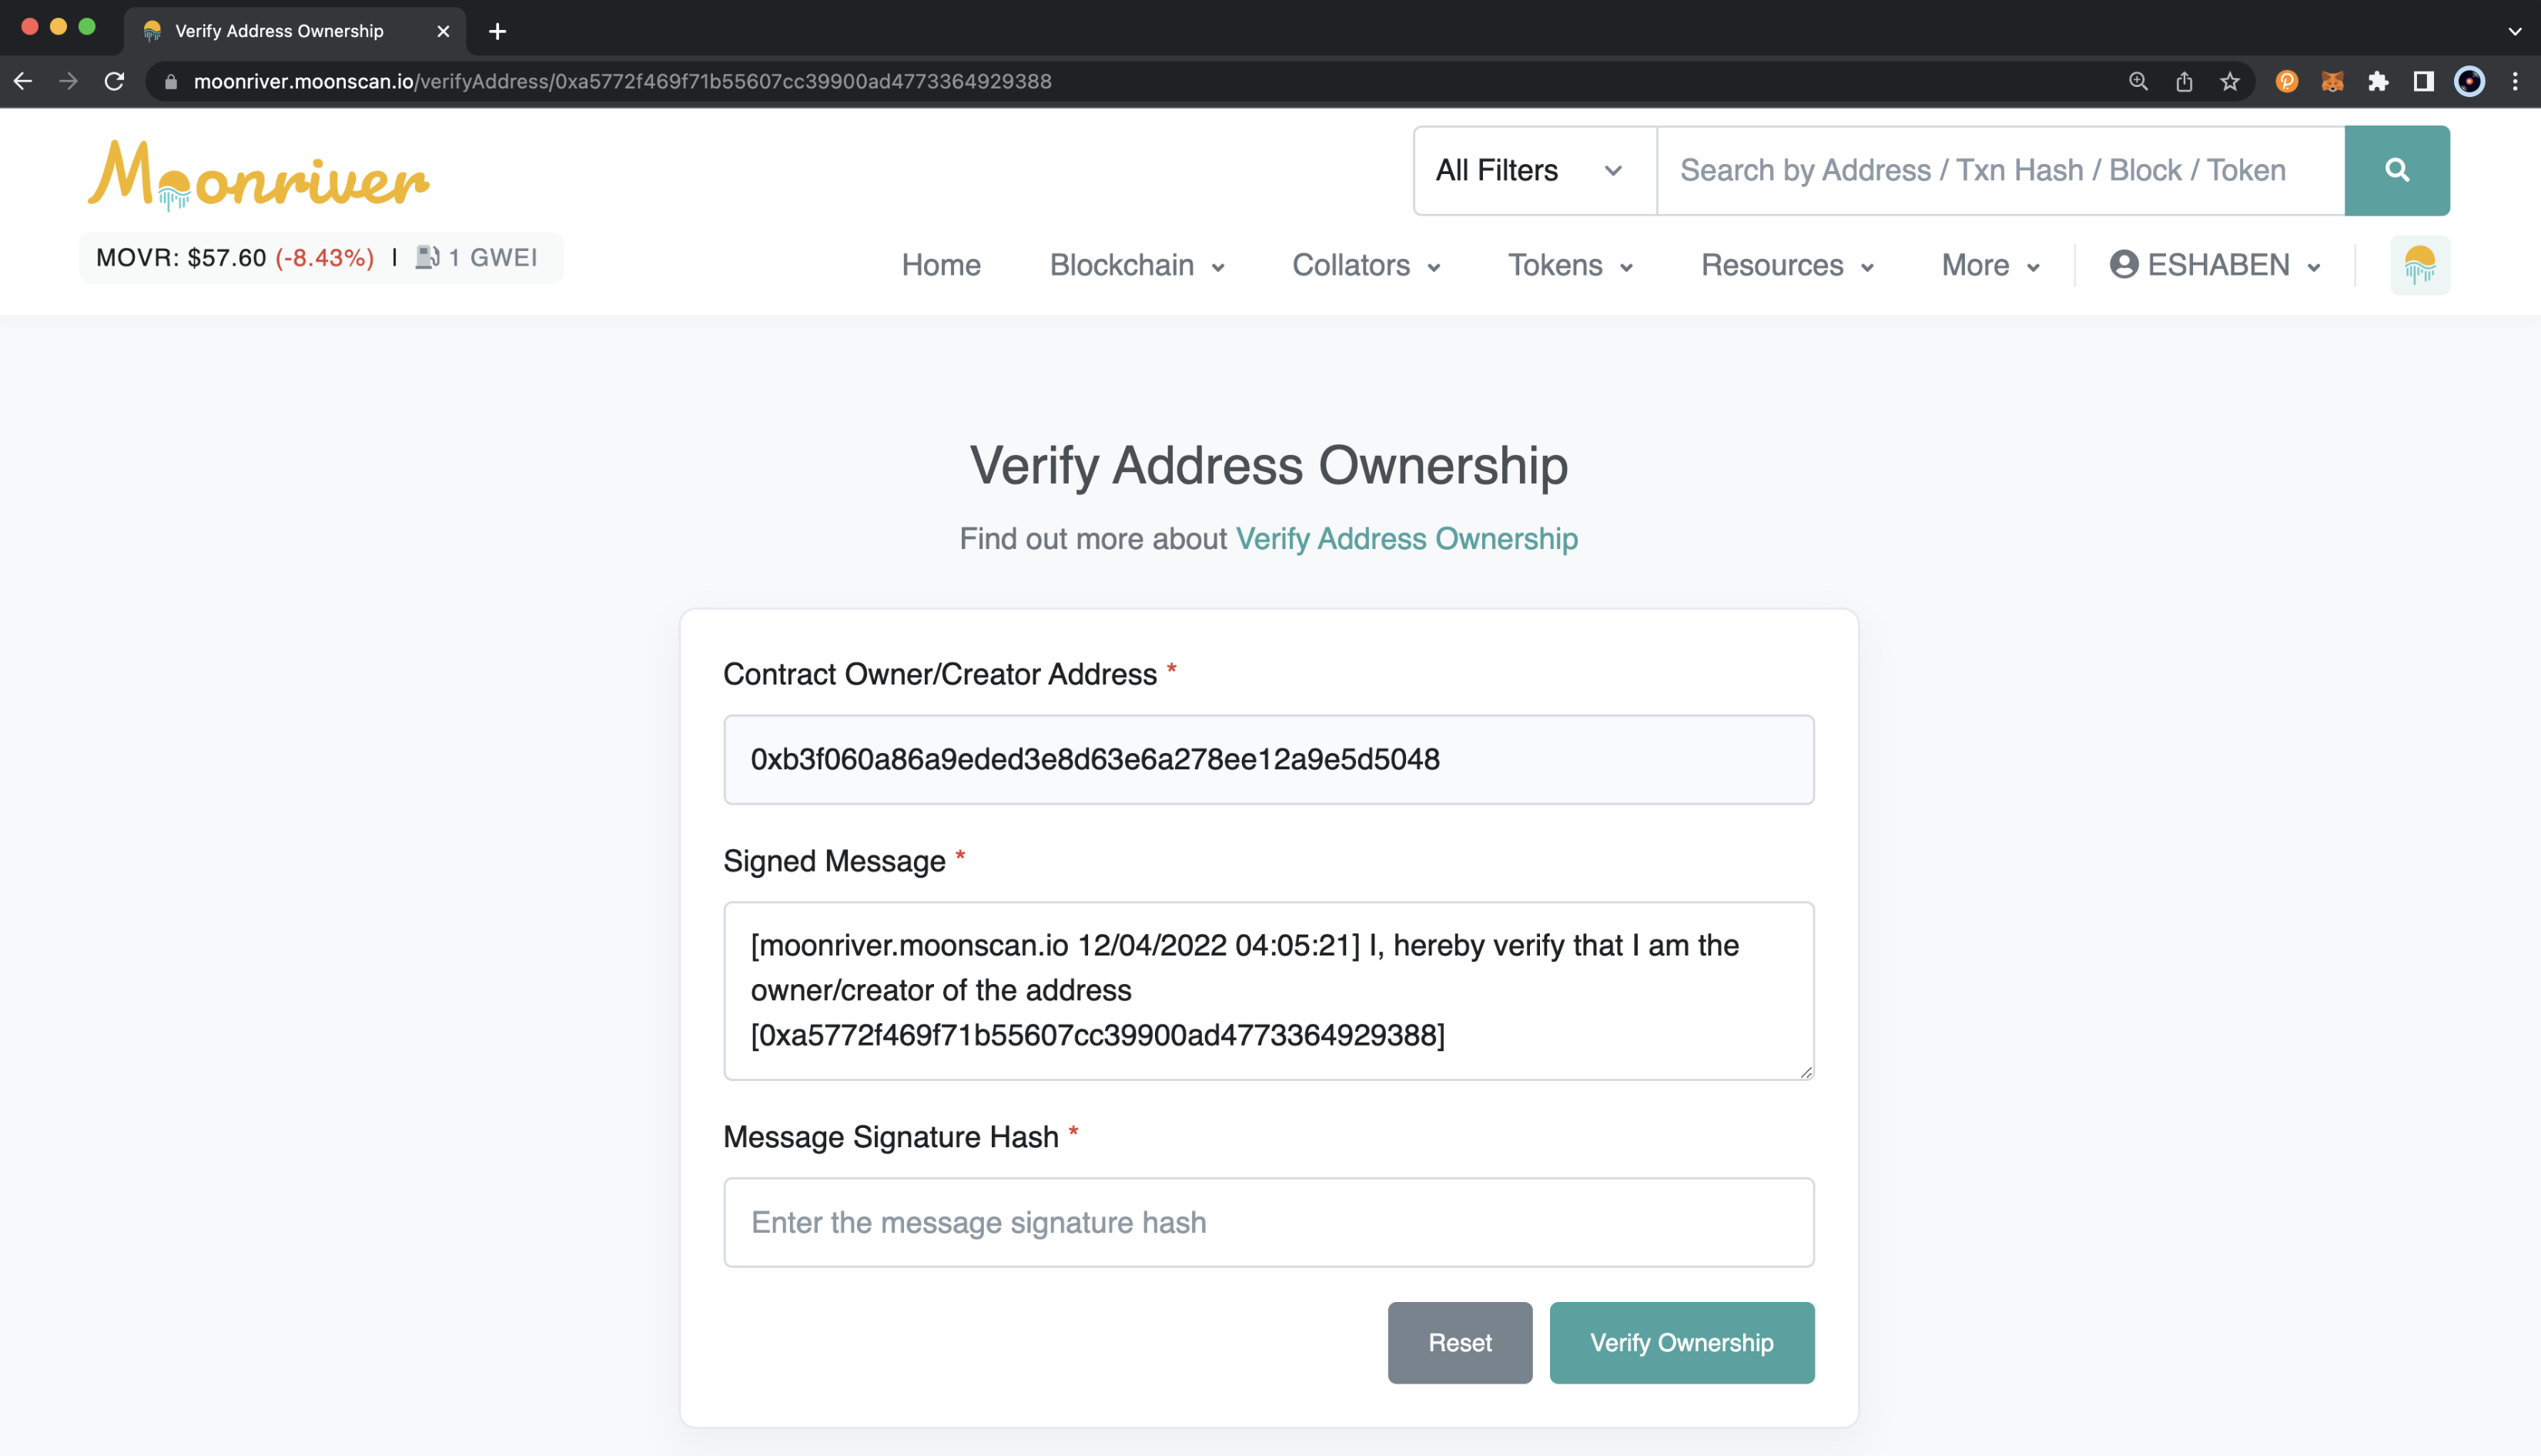 Verify Address Ownership
moonriver.moonscan.io/verifyAddress/0xa5772f469f71b55607cc39900ad4773364929388
Moonriver
All Filters
Search by Address / Txn Hash / Block / Token
MOVR: $57.60 (-8.43%) | 1 GWEI
Home Blockchain Collators Tokens Resources More ESHABEN
Verify Address Ownership
Find out more about Verify Address Ownership
Contract Owner/Creator Address *
0xb3f060a86a9eded3e8d63e6a278ee12a9e5d5048
Signed Message *
[moonriver.moonscan.io 12/04/2022 04:05:21] I, hereby verify that I am the
owner/creator of the address
[0xa5772f469f71b55607cc39900ad4773364929388]
Message Signature Hash *
Enter the message signature hash
Reset
Verify Ownership